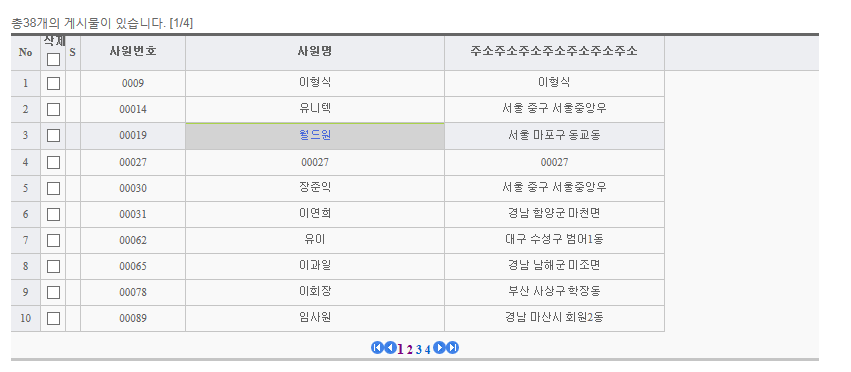 총38개의 게시물이 있습니다. [1/4]
No 삭제 S 사원번호 사원명 주소주소주소주소주소주소주소
1 0009 이형식 이형식
2 00014 유니텍 서울 중구 서울중앙우
3 00019 월드원 서울 마포구 동교동
4 00027 00027 00027
5 00030 장준익 서울 중구 서울중앙우
6 00031 이연희 경남 함양군 마천면
7 00062 유이 대구 수성구 범어1동
8 00065 이과일 경남 남해군 미조면
9 00078 이회장 부산 사상구 학장동
10 00089 임사원 경남 마산시 회원2동
1 2 3 4